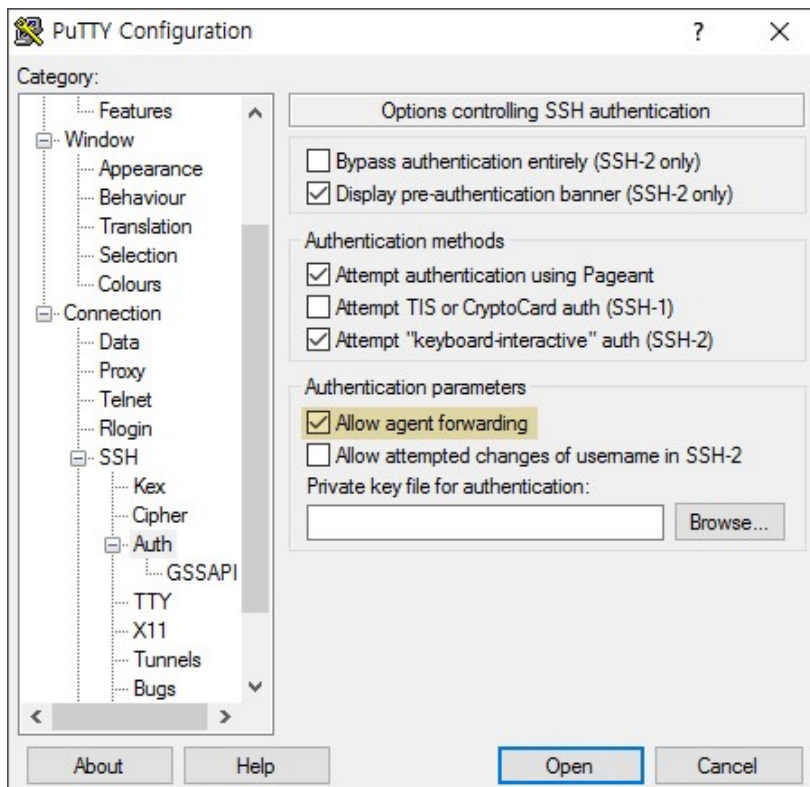 PuTTY Configuration
?
Category:
Features
Window
Appearance
Behaviour
Translation
Selection
Colours
Connection
Data
Proxy
Telnet
Rlogin
SSH
Kex
Cipher
Auth
GSSAPI
TTY
X11
Tunnels
Bugs
Options controlling SSH authentication
Bypass authentication entirely (SSH-2 only)
Display pre-authentication banner (SSH-2 only)
Authentication methods
Attempt authentication using Pageant
Attempt TIS or CryptoCard auth (SSH-1)
Attempt "keyboard-interactive" auth (SSH-2)
Authentication parameters
Allow agent forwarding
Allow attempted changes of username in SSH-2
Private key file for authentication:
Browse...
About
Help
Open
Cancel